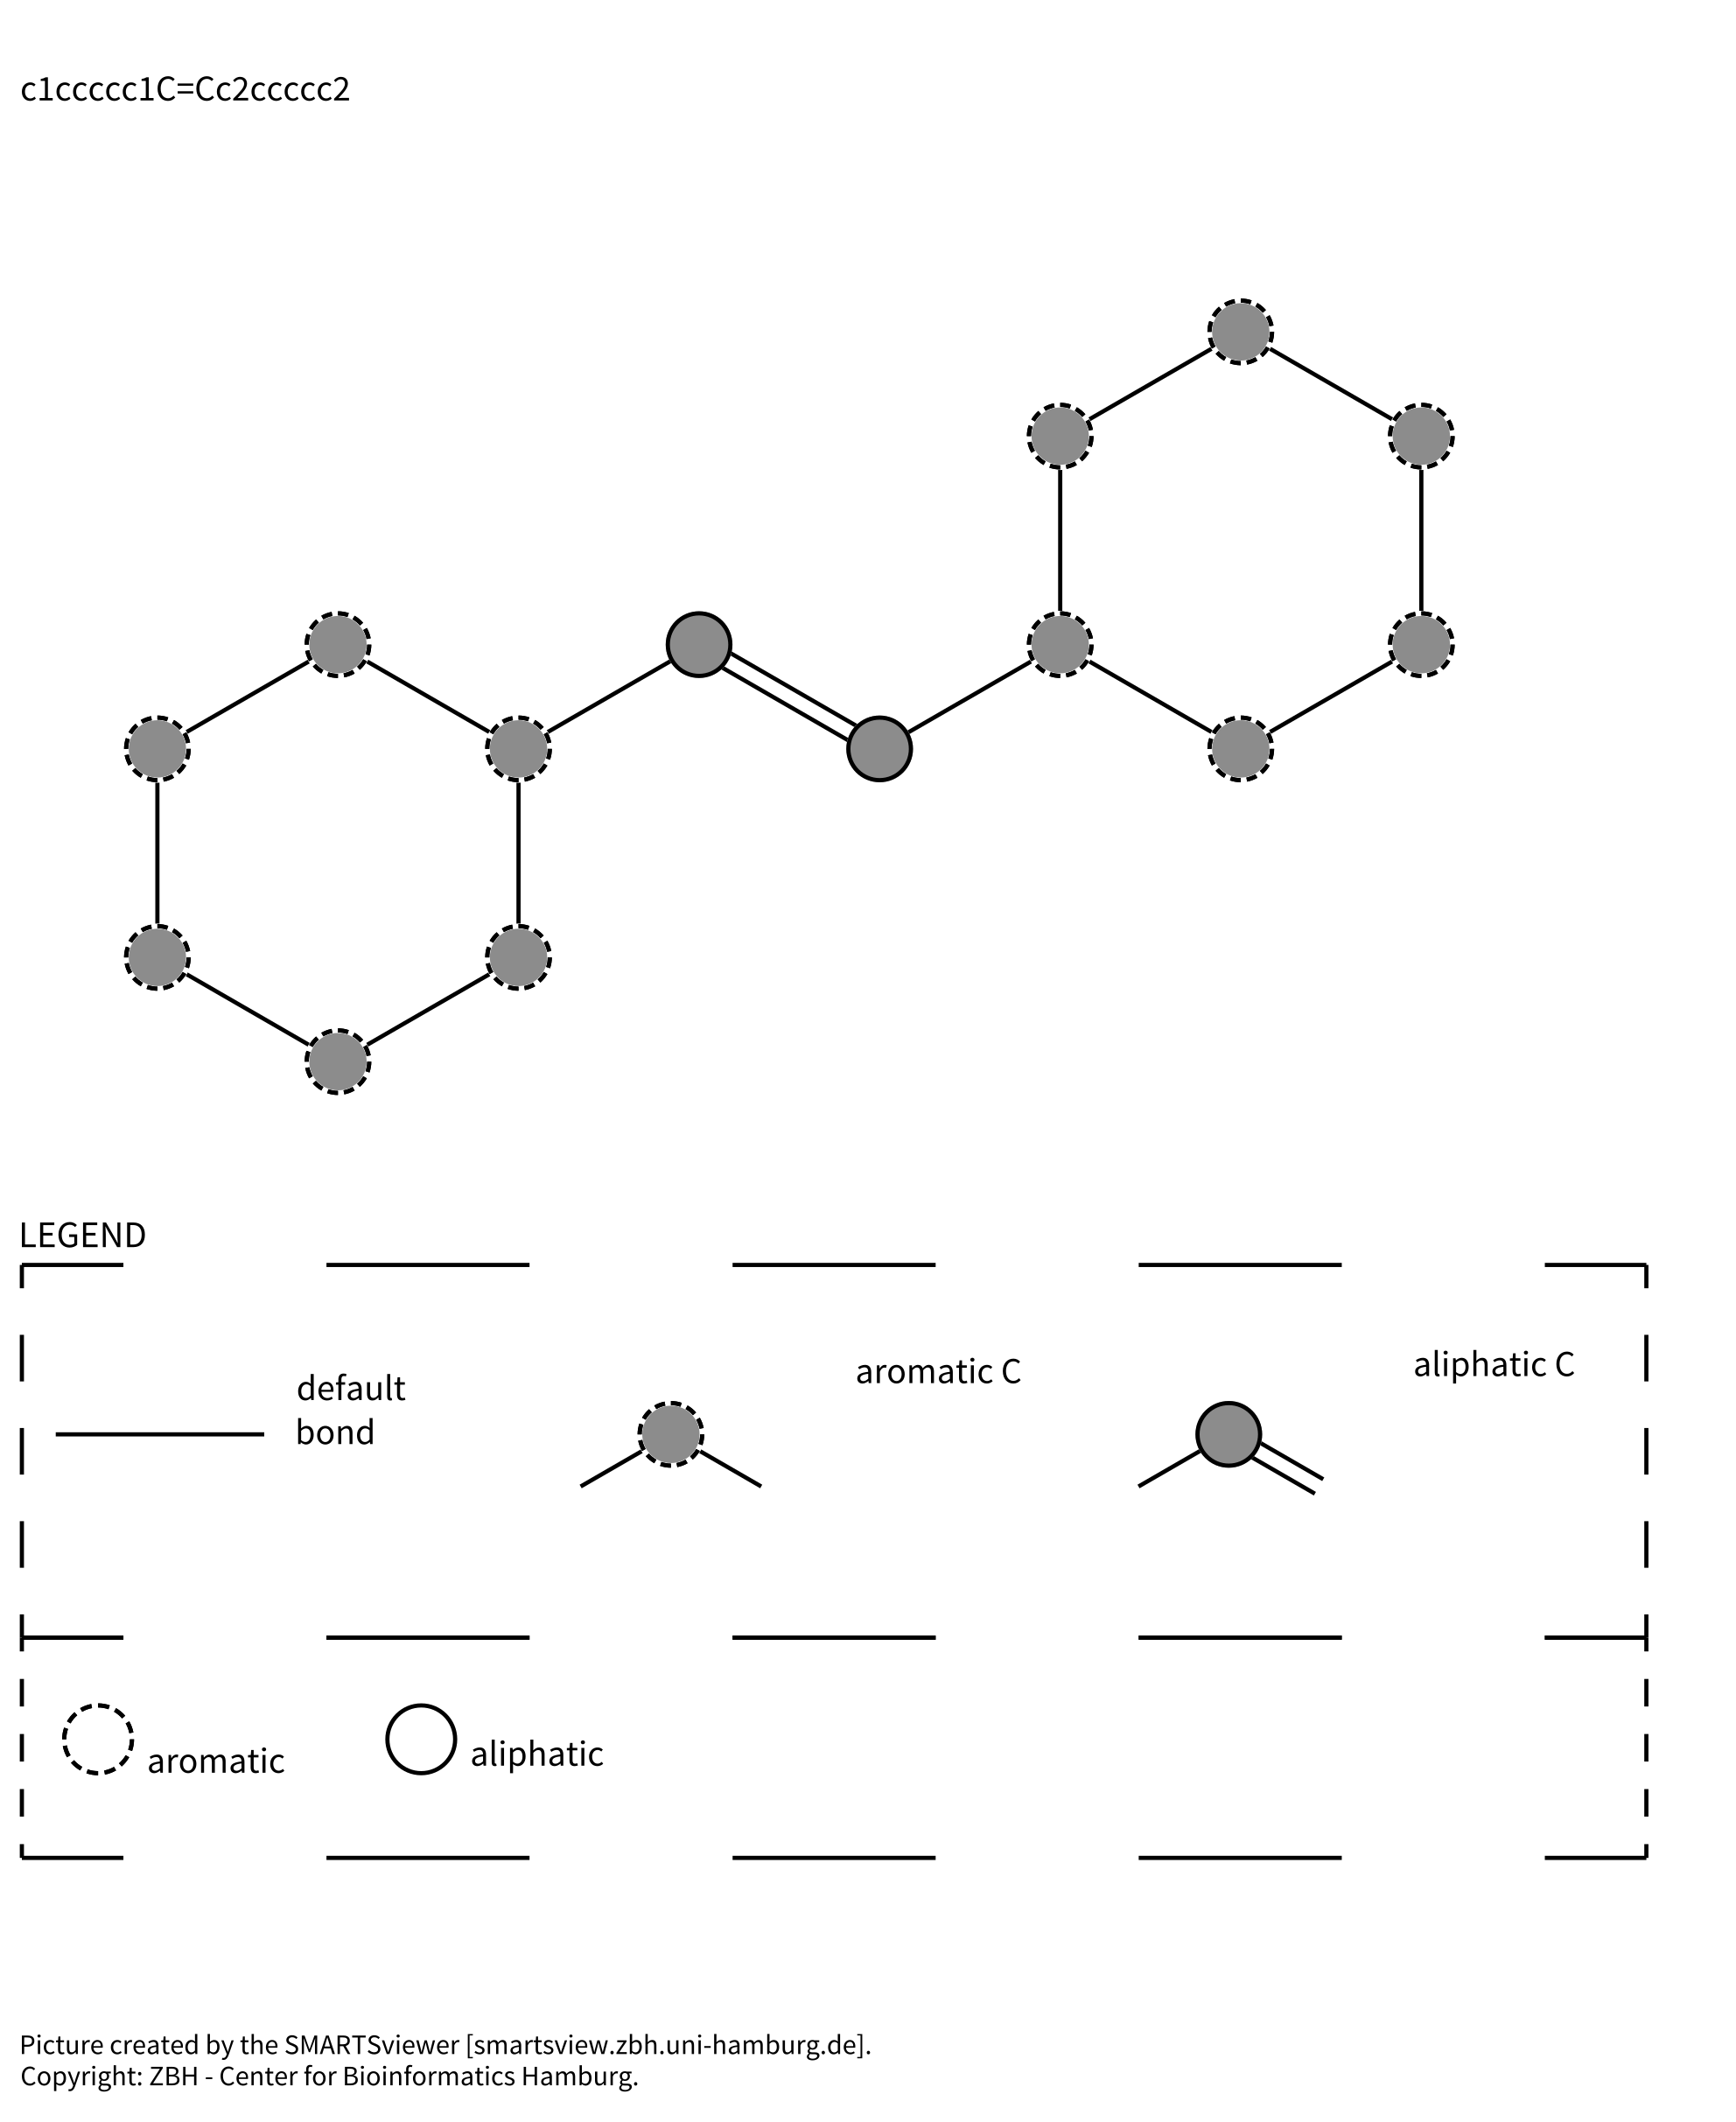 c1ccccc1C=Cc2ccccc2
LEGEND
default
bond
aromatic C
aliphatic C
aromatic
aliphatic
Picture created by the SMARTSviewer [smartsview.zbh.uni-hamburg.de].
Copyright: ZBH - Center for Bioinformatics Hamburg.